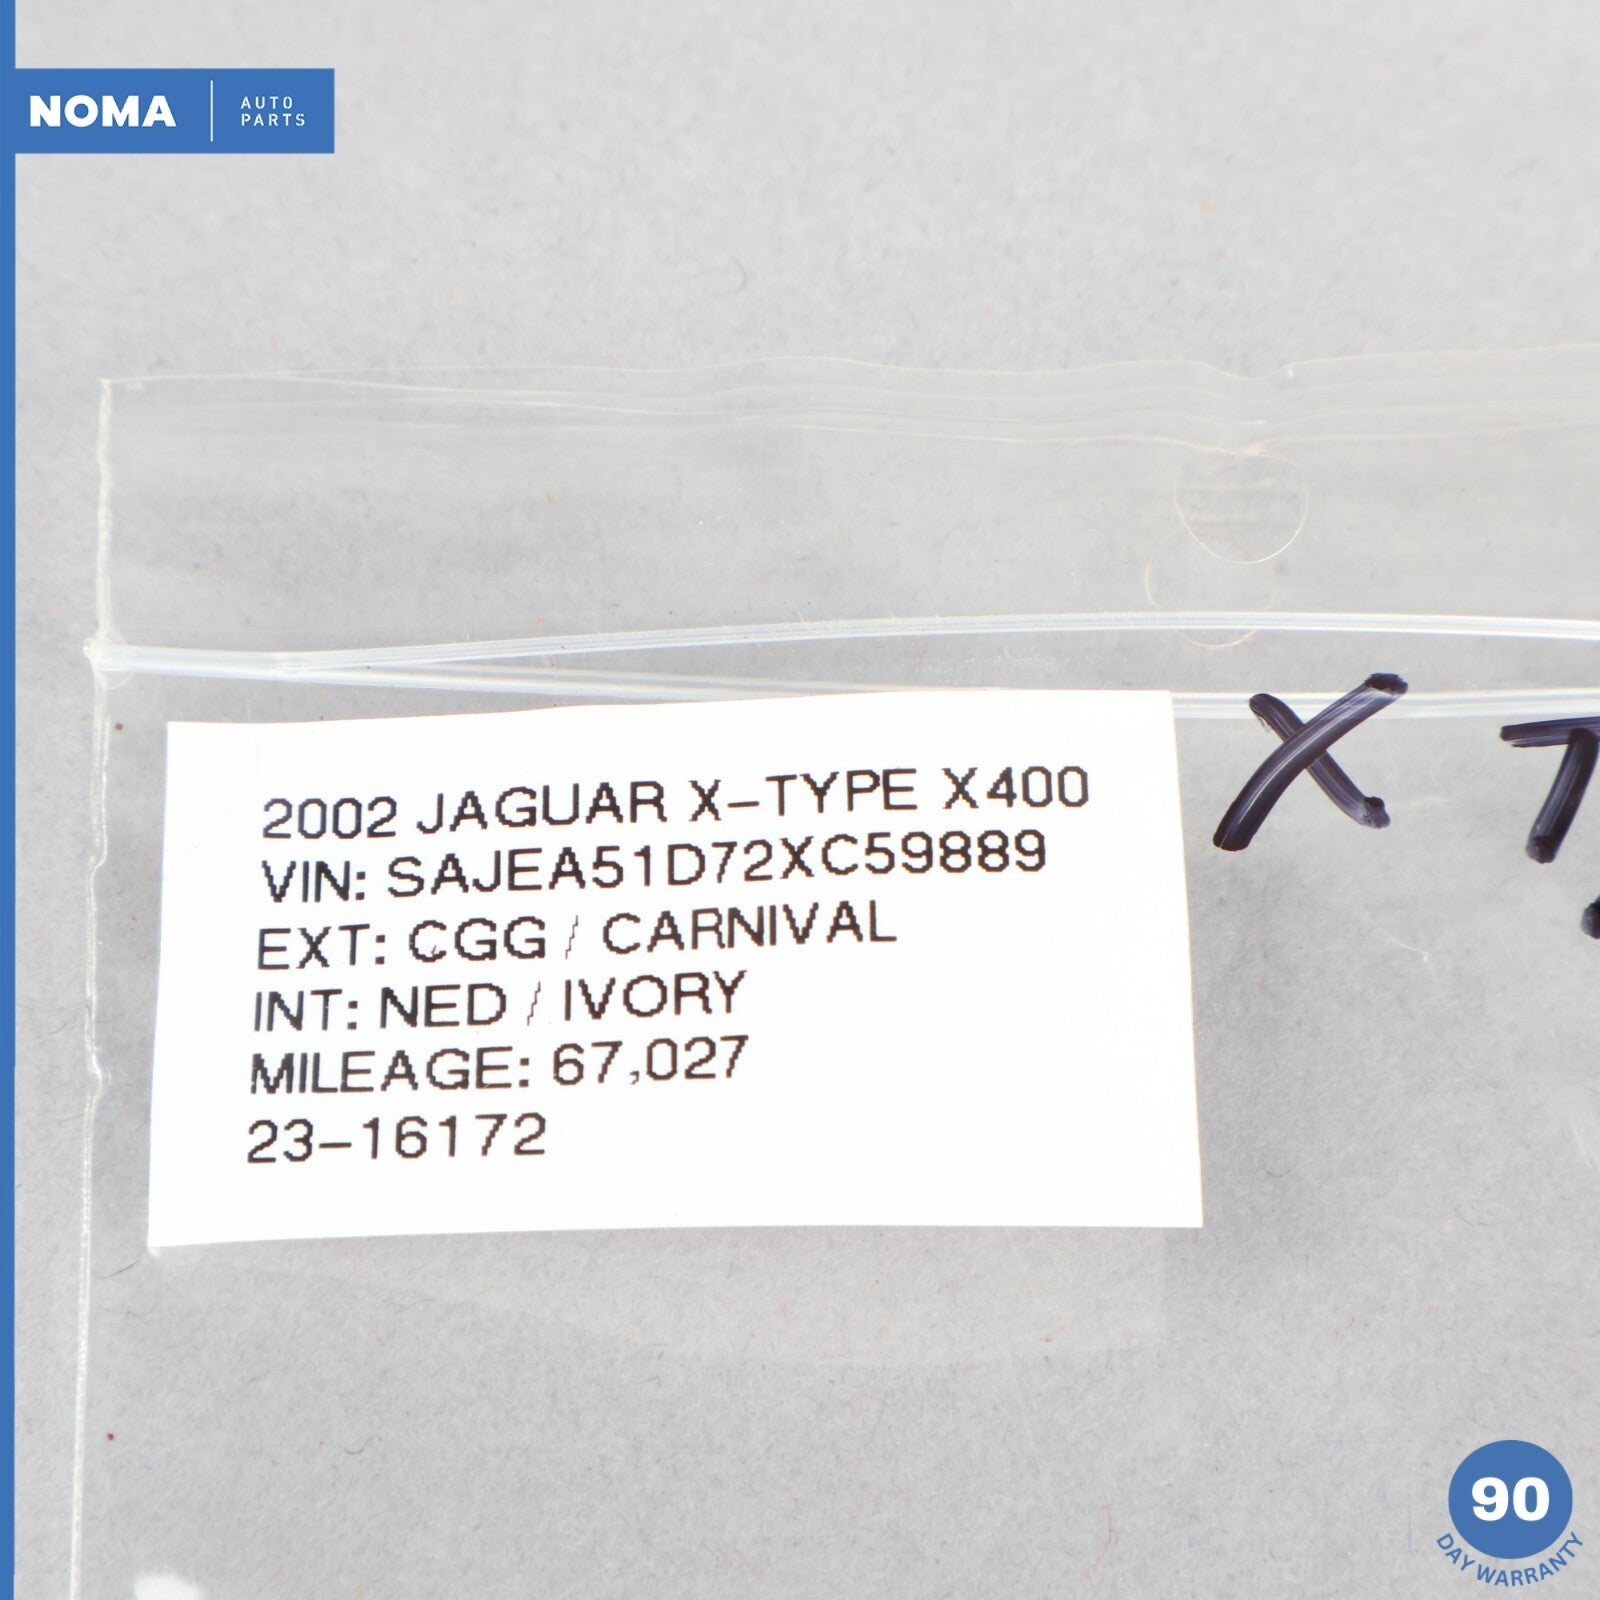 NOMA
AUTO
PARTS
2002 JAGUAR X-TYPE X400
VIN: SAJEA51D72XC59889
EXT: CGG / CARNIVAL
INT: NED / IVORY
MILEAGE: 67,027
23-16172
X T
90
DAY WARRANTY